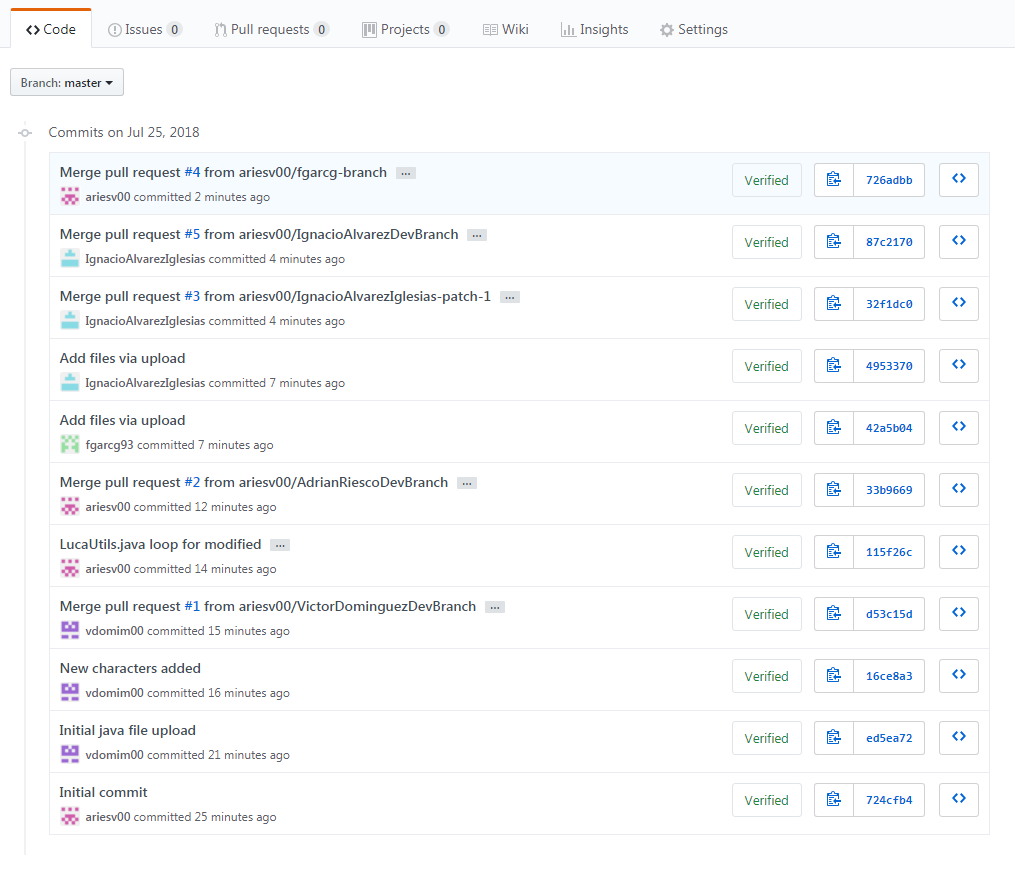 Code Issues 0 Pull requests 0 Projects 0 Wiki Insights Settings
Branch: master
Commits on Jul 25, 2018
Merge pull request #4 from ariesv00/fgarcg-branch ...
ariesv00 committed 2 minutes ago
Verified 726adbb
Merge pull request #5 from ariesv00/IgnacioAlvarezDevBranch ...
IgnacioAlvarezIglesias committed 4 minutes ago
Verified 87c2170
Merge pull request #3 from ariesv00/IgnacioAlvarezIglesias-patch-1 ...
IgnacioAlvarezIglesias committed 4 minutes ago
Verified 32f1dc0
Add files via upload
IgnacioAlvarezIglesias committed 7 minutes ago
Verified 4953370
Add files via upload
fgarcg93 committed 7 minutes ago
Verified 42a5b04
Merge pull request #2 from ariesv00/AdrianRiescoDevBranch ...
ariesv00 committed 12 minutes ago
Verified 33b9669
LucaUtils.java loop for modified ...
ariesv00 committed 14 minutes ago
Verified 115f26c
Merge pull request #1 from ariesv00/VictorDominguezDevBranch ...
vdomim00 committed 15 minutes ago
Verified d53c15d
New characters added
vdomim00 committed 16 minutes ago
Verified 16ce8a3
Initial java file upload
vdomim00 committed 21 minutes ago
Verified ed5ea72
Initial commit
ariesv00 committed 25 minutes ago
Verified 724cfb4